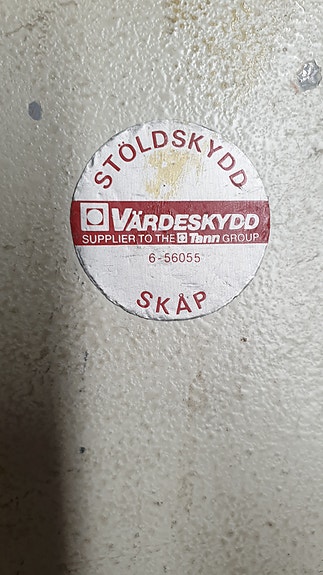 STÖLDSKYDD
VÄRDESKYDD
SUPPLIER TO THE Tann GROUP
6-56055
SKÅP